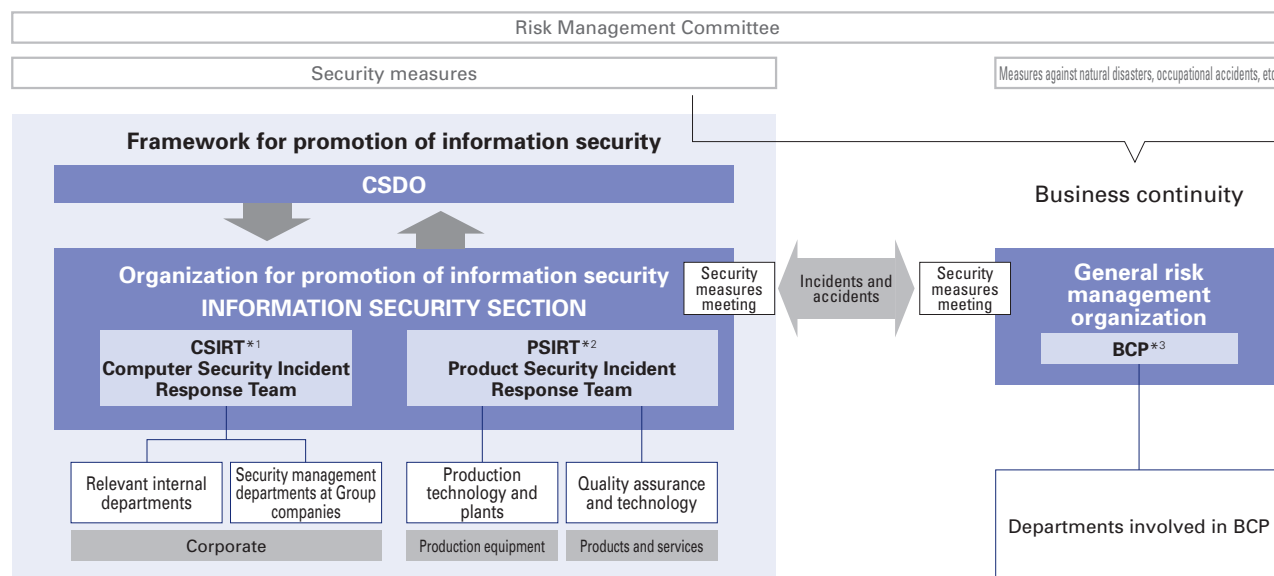 Risk Management Committee
Security measures
Measures against natural disasters, occupational accidents, etc
Framework for promotion of information security
CSDO
Business continuity
Organization for promotion of information security
INFORMATION SECURITY SECTION
Security
measures
meeting
Incidents and
accidents
Security
measures
meeting
General risk
management
organization
CSIRT*1
Computer Security Incident
Response Team
PSIRT*2
Product Security Incident
Response Team
BCP*3
Relevant internal
departments
Security management
departments at Group
companies
Production
technology and
plants
Quality assurance
and technology
Departments involved in BCP
Corporate
Production equipment
Products and services